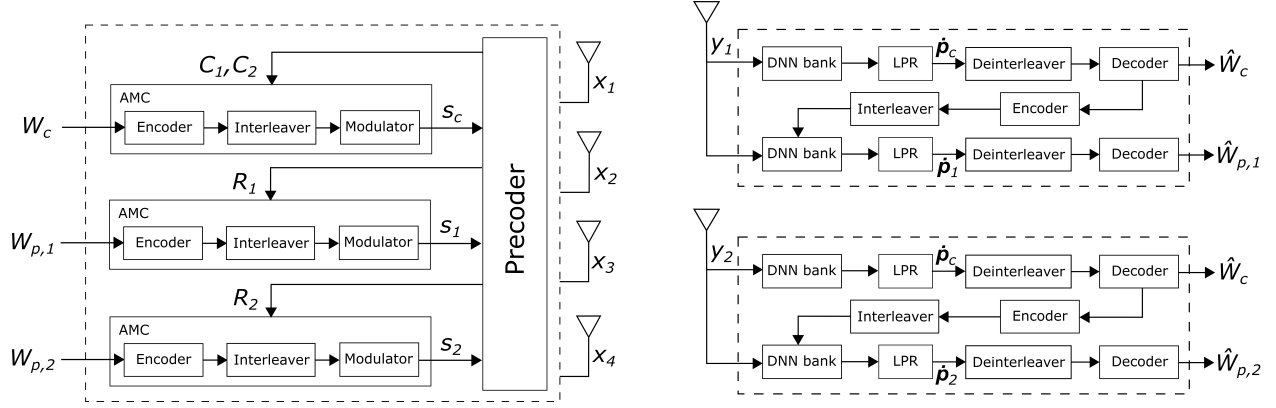 C1,C2
AMC
Wc
Encoder
Interleaver
Modulator
sc
R1
AMC
Wp,1
Encoder
Interleaver
Modulator
s1
R2
AMC
Wp,2
Encoder
Interleaver
Modulator
s2
Precoder
x1
x2
x3
x4
y1
DNN bank
LPR
ṗc
Deinterleaver
Decoder
Ŵc
Interleaver
Encoder
DNN bank
LPR
ṗ1
Deinterleaver
Decoder
Ŵp,1
y2
DNN bank
LPR
ṗc
Deinterleaver
Decoder
Ŵc
Interleaver
Encoder
DNN bank
LPR
ṗ2
Deinterleaver
Decoder
Ŵp,2